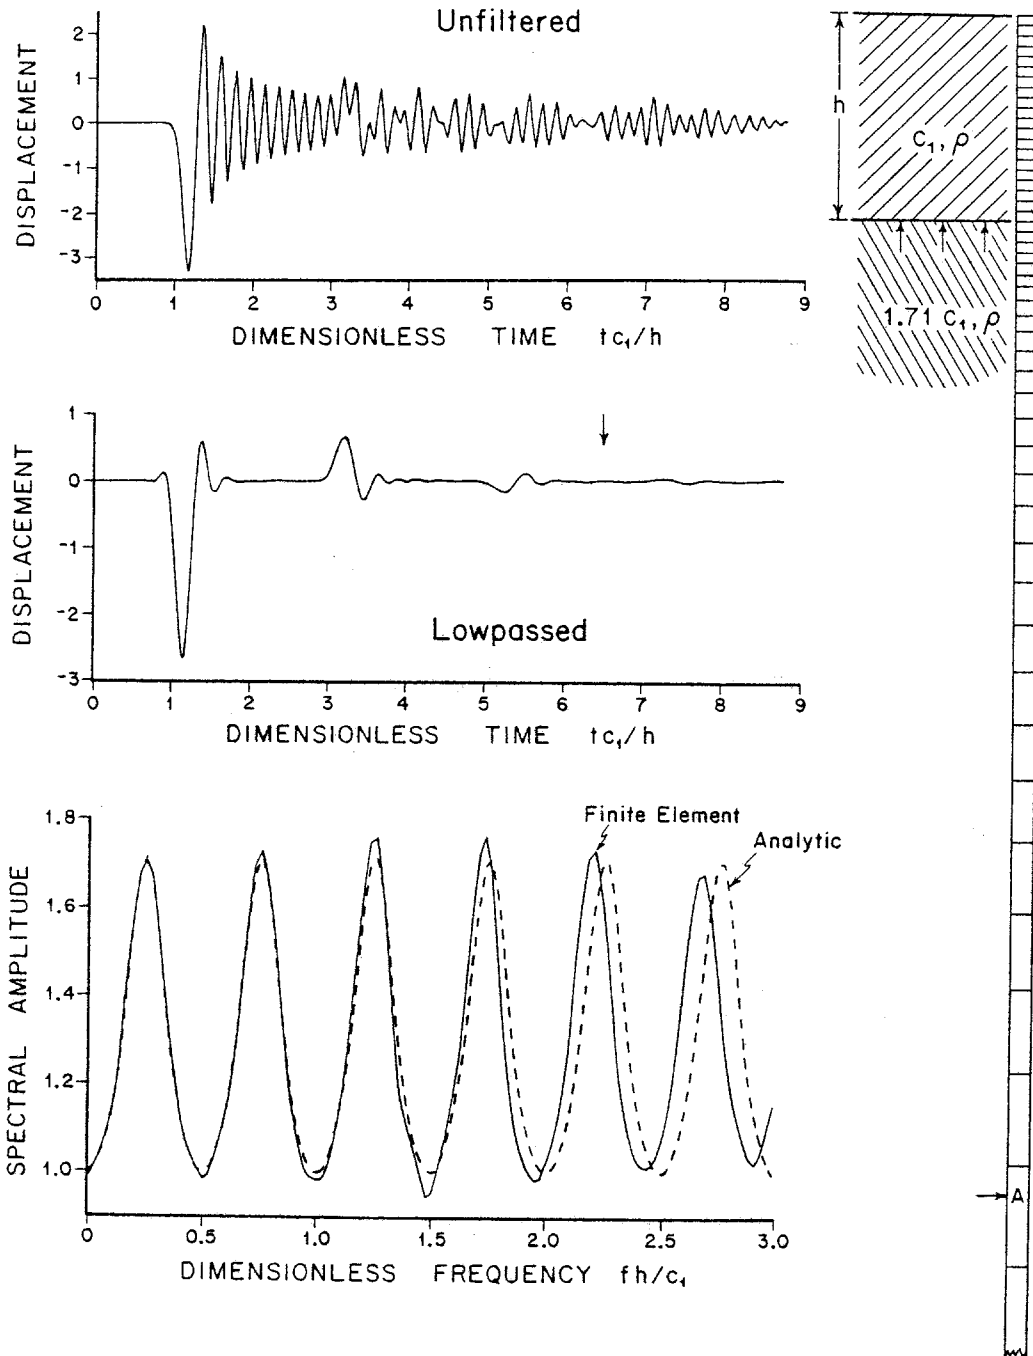 Unfiltered
DISPLACEMENT
2
1
0
-1
-2
-3
0 1 2 3 4 5 6 7 8 9
DIMENSIONLESS TIME tc₁/h
h
C₁, ρ
1.71 C₁, ρ
DISPLACEMENT
1
0
-1
-2
-3
Lowpassed
0 1 2 3 4 5 6 7 8 9
DIMENSIONLESS TIME tc₁/h
SPECTRAL AMPLITUDE
1.8
1.6
1.4
1.2
1.0
Finite Element
Analytic
0 0.5 1.0 1.5 2.0 2.5 3.0
DIMENSIONLESS FREQUENCY fh/c₁
A